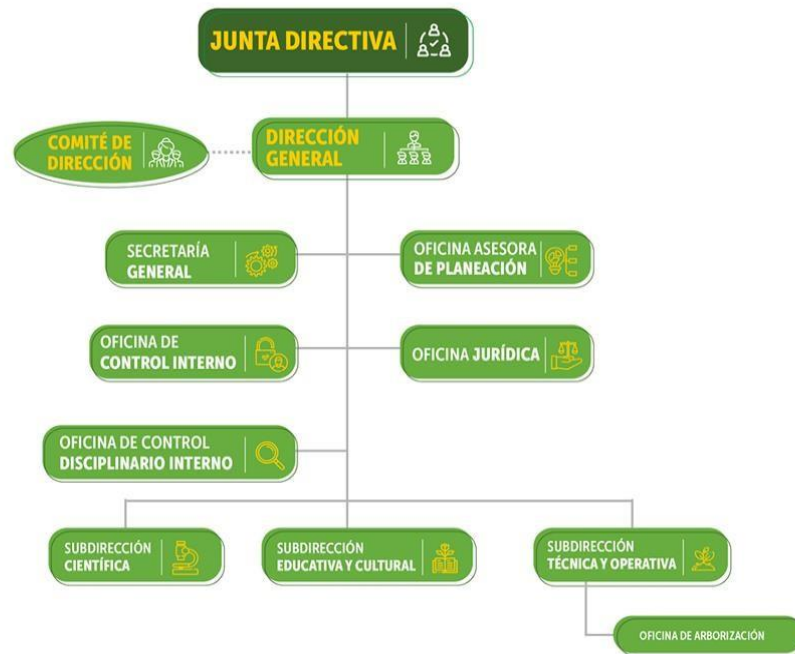 JUNTA DIRECTIVA
COMITÉ DE
DIRECCIÓN
DIRECCIÓN
GENERAL
SECRETARÍA
GENERAL
OFICINA ASESORA
DE PLANEACIÓN
OFICINA DE
CONTROL INTERNO
OFICINA JURÍDICA
OFICINA DE CONTROL
DISCIPLINARIO INTERNO
SUBDIRECCIÓN
CIENTÍFICA
SUBDIRECCIÓN
EDUCATIVA Y CULTURAL
SUBDIRECCIÓN
TÉCNICA Y OPERATIVA
OFICINA DE ARBORIZACIÓN